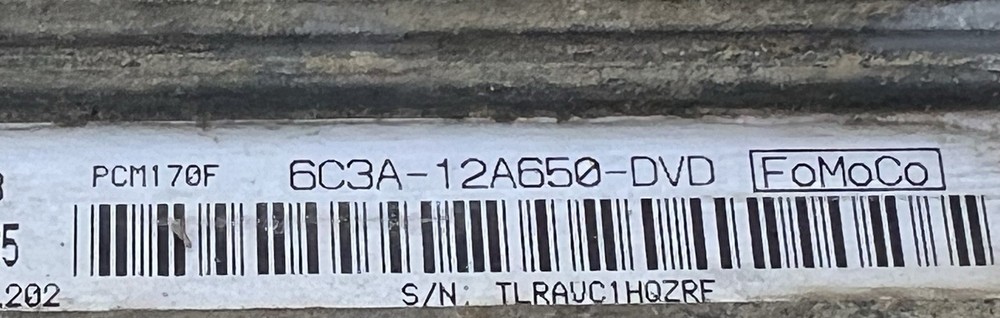 PCM170F 6C3A-12A650-DVD FoMoCo
5
202
S/N: TLRAVC1HQZRF